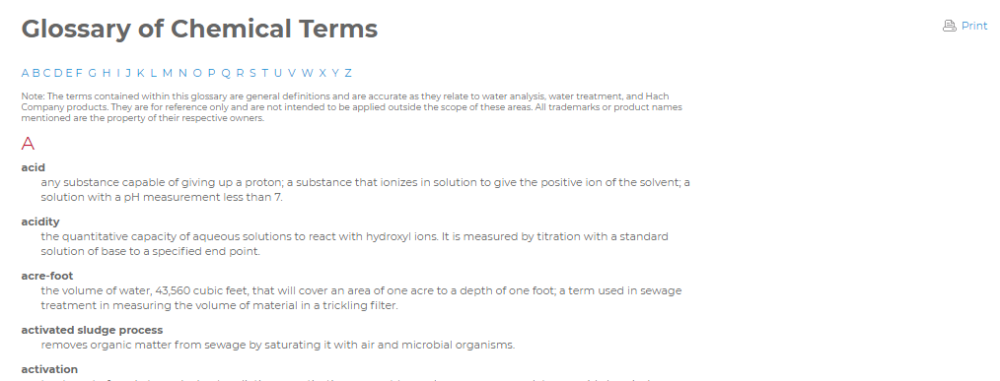 Glossary of Chemical Terms
Print
A B C D E F G H I J K L M N O P Q R S T U V W X Y Z
Note: The terms contained within this glossary are general definitions and are accurate as they relate to water analysis, water treatment, and Hach
Company products. They are for reference only and are not intended to be applied outside the scope of these areas. All trademarks or product names
mentioned are the property of their respective owners.
A
acid
any substance capable of giving up a proton; a substance that ionizes in solution to give the positive ion of the solvent; a
solution with a pH measurement less than 7.
acidity
the quantitative capacity of aqueous solutions to react with hydroxyl ions. It is measured by titration with a standard
solution of base to a specified end point.
acre-foot
the volume of water, 43,560 cubic feet, that will cover an area of one acre to a depth of one foot; a term used in sewage
treatment in measuring the volume of material in a trickling filter.
activated sludge process
removes organic matter from sewage by saturating it with air and microbial organisms.
activation